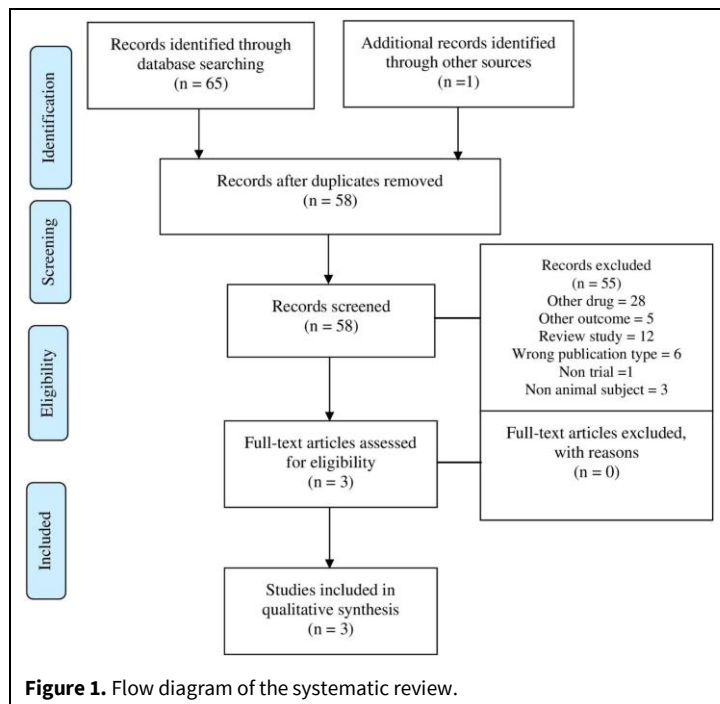 Identification
Records identified through
database searching
(n = 65)
Additional records identified
through other sources
(n =1)
Records after duplicates removed
(n = 58)
Screening
Records screened
(n = 58)
Records excluded
(n = 55)
Other drug = 28
Other outcome = 5
Review study = 12
Wrong publication type = 6
Non trial =1
Non animal subject = 3
Eligibility
Full-text articles assessed
for eligibility
(n = 3)
Full-text articles excluded,
with reasons
(n = 0)
Included
Studies included in
qualitative synthesis
(n = 3)
Figure 1. Flow diagram of the systematic review.